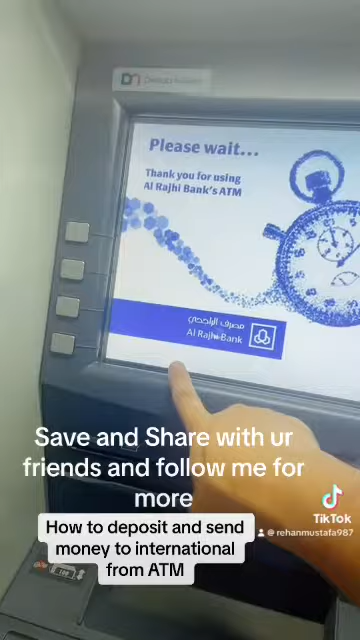 DN
Please wait...
Thank you for using
Al Rajhi Bank's ATM
مصرف الراجحي
Al Rajhi Bank
Save and Share with ur
friends and follow me for
more
How to deposit and send
money to international
from ATM
TikTok
@ rehanmustafa987